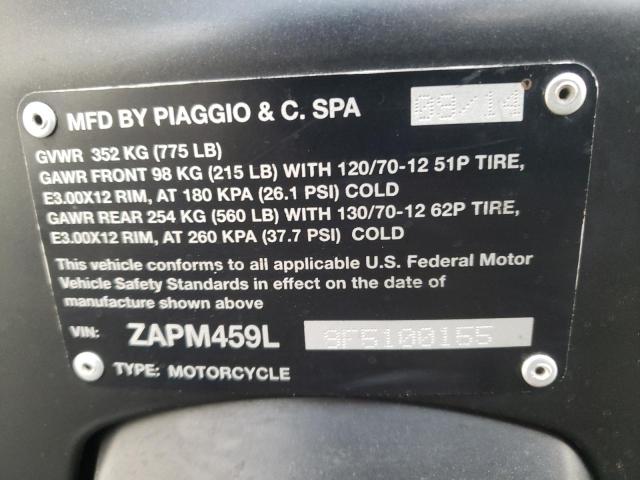 MFD BY PIAGGIO & C. SPA 09/14
GVWR 352 KG (775 LB)
GAWR FRONT 98 KG (215 LB) WITH 120/70-12 51P TIRE,
E3.00X12 RIM, AT 180 KPA (26.1 PSI) COLD
GAWR REAR 254 KG (560 LB) WITH 130/70-12 62P TIRE,
E3.00X12 RIM, AT 260 KPA (37.7 PSI) COLD
This vehicle conforms to all applicable U.S. Federal Motor
Vehicle Safety Standards in effect on the date of
manufacture shown above
VIN: ZAPM459L 9F5100155
TYPE: MOTORCYCLE